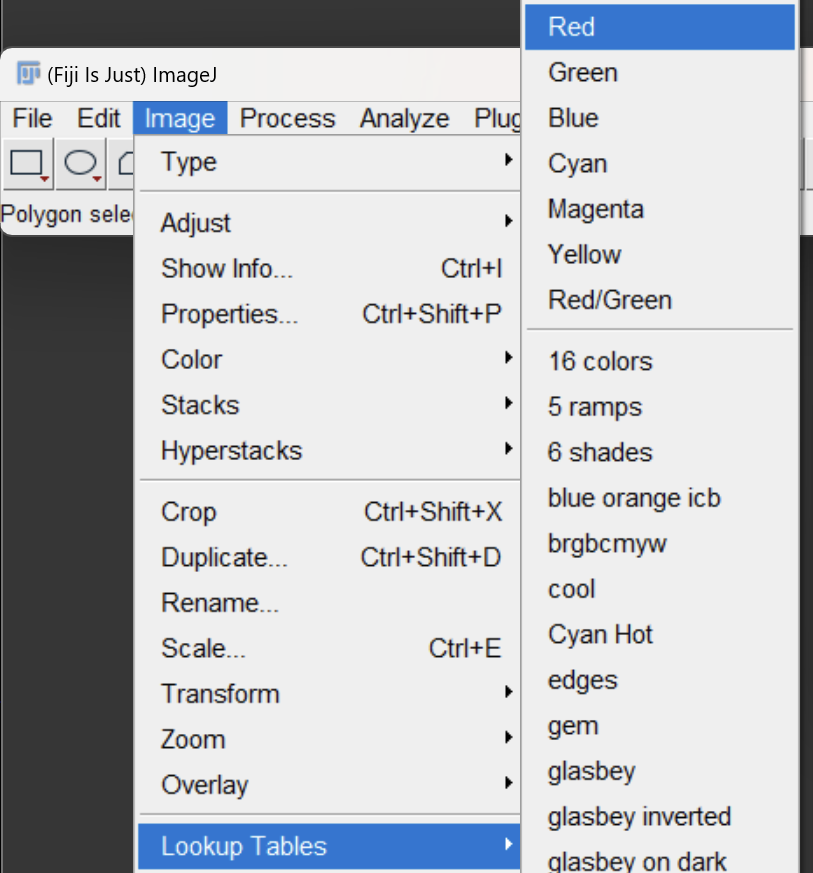 (Fiji Is Just) ImageJ
File Edit Image Process Analyze Plug
Polygon sele
Type
Adjust
Show Info... Ctrl+I
Properties... Ctrl+Shift+P
Color
Stacks
Hyperstacks
Crop Ctrl+Shift+X
Duplicate... Ctrl+Shift+D
Rename...
Scale... Ctrl+E
Transform
Zoom
Overlay
Lookup Tables
Red
Green
Blue
Cyan
Magenta
Yellow
Red/Green
16 colors
5 ramps
6 shades
blue orange icb
brgbcmyw
cool
Cyan Hot
edges
gem
glasbey
glasbey inverted
glasbey on dark